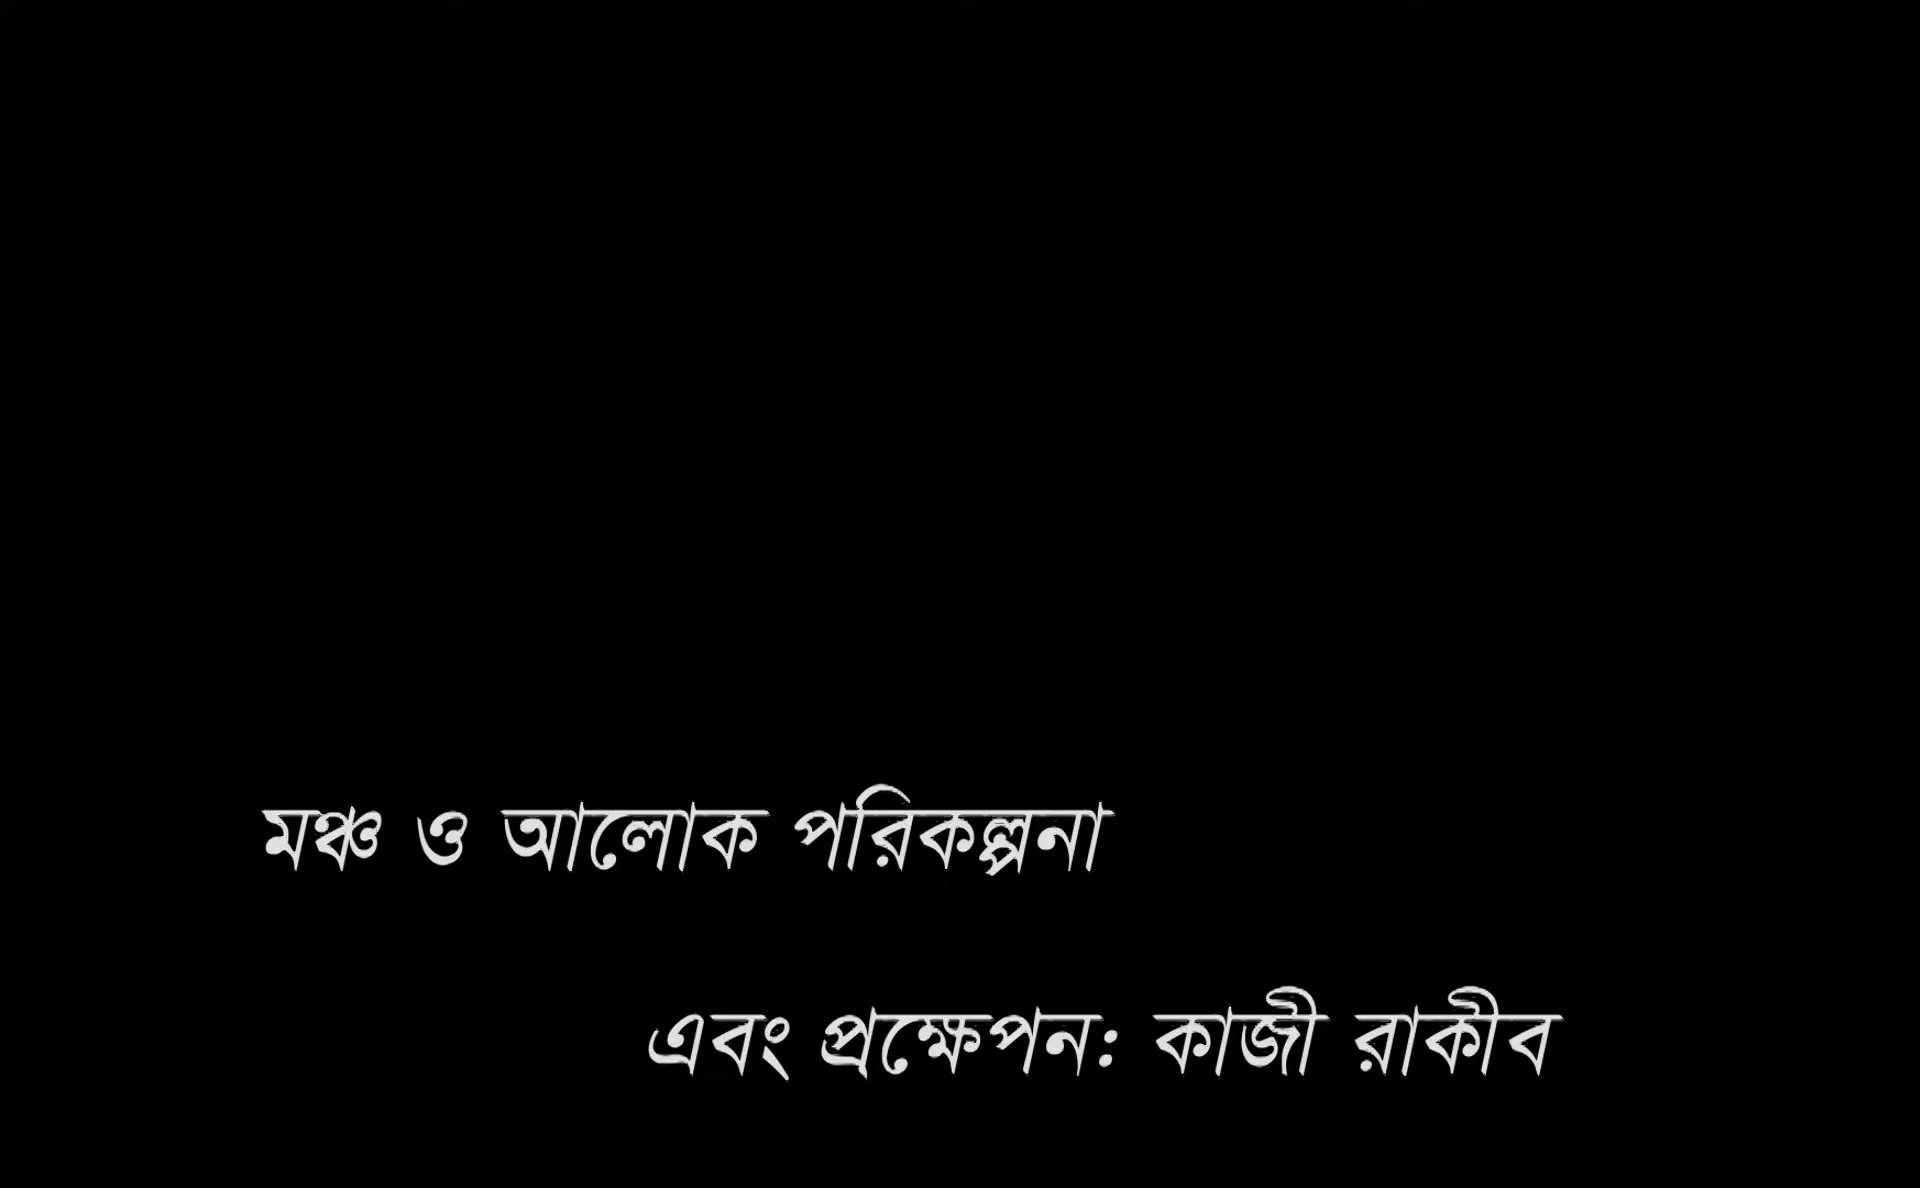 মঞ্চ ও আলোক পরিকল্পনা
এবং প্রক্ষেপন: কাজী রাকীব